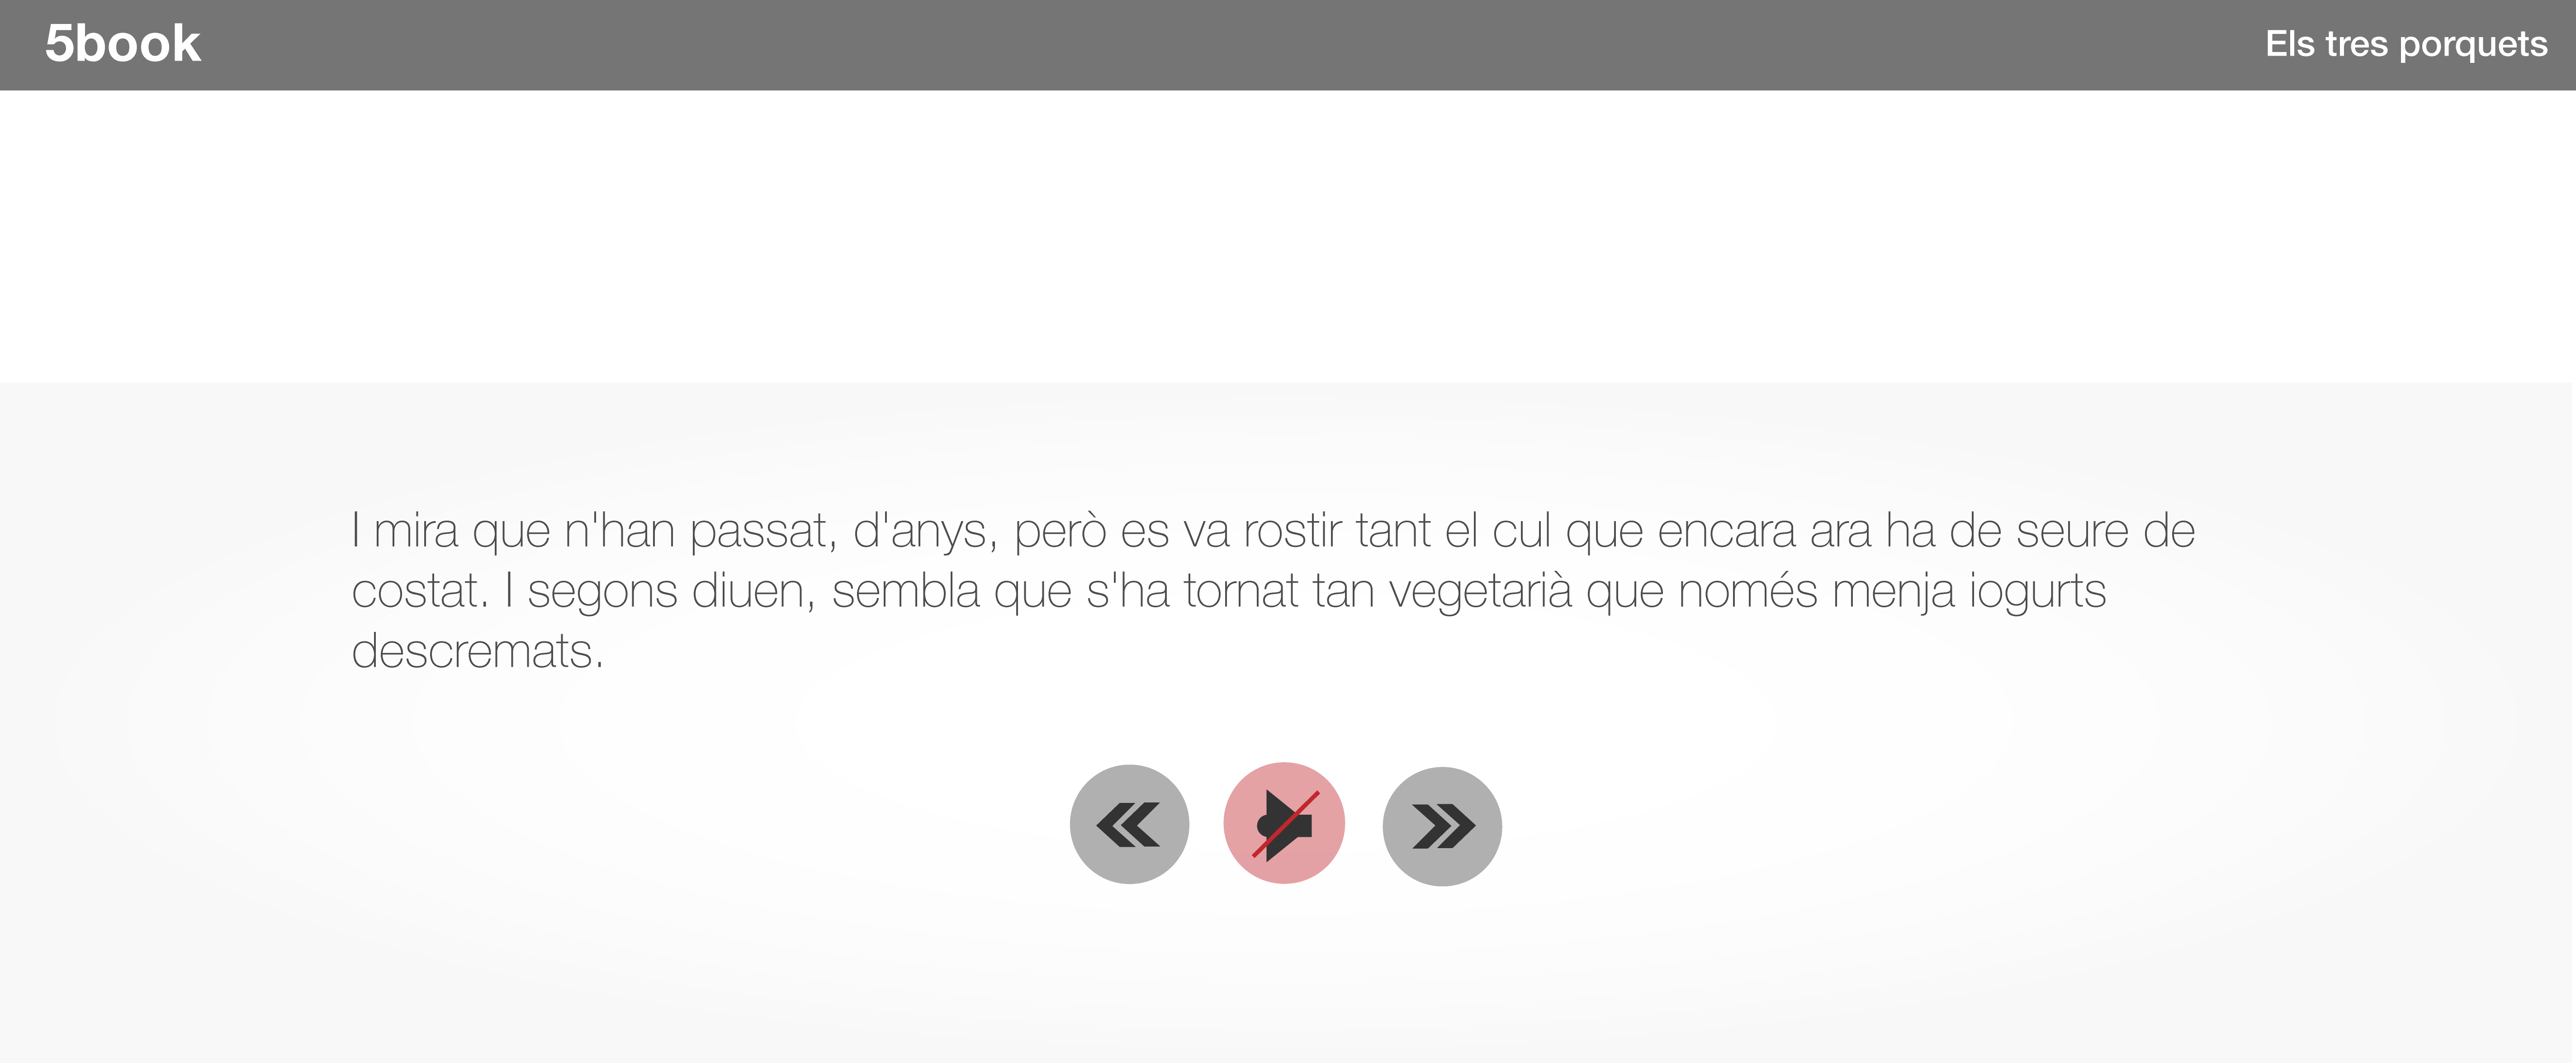 5book
Els tres porquets
I mira que n'han passat, d'anys, però es va rostir tant el cul que encara ara ha de seure de
costat. I segons diuen, sembla que s'ha tornat tan vegetarià que només menja iogurts
descremats.